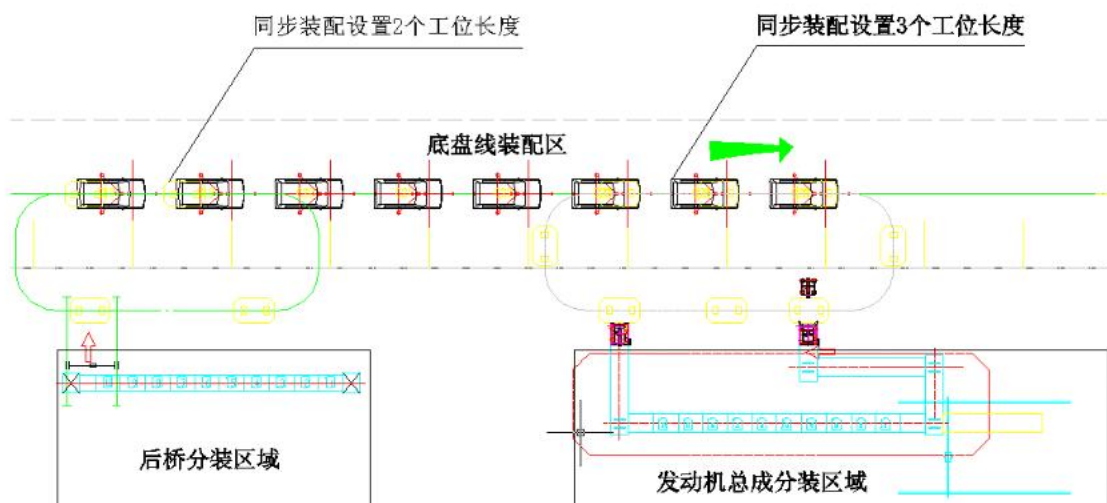 同步装配设置2个工位长度
同步装配设置3个工位长度
底盘线装配区
后桥分装区域
发动机总成分装区域